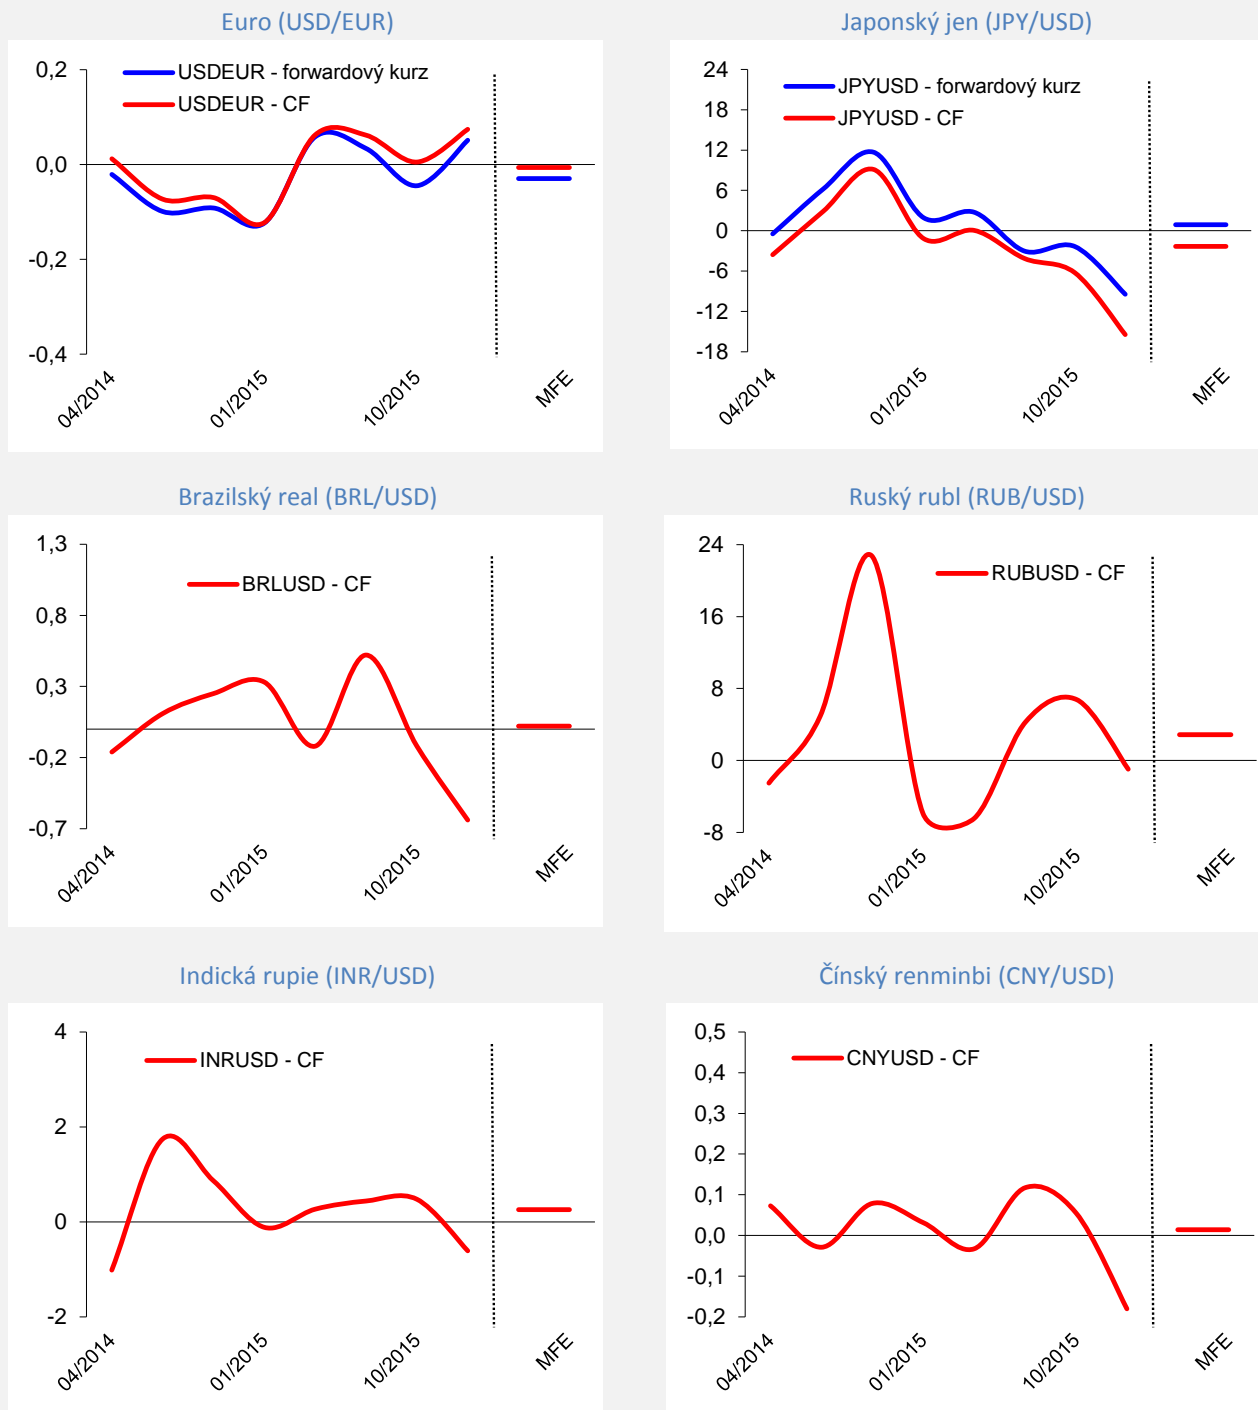 Euro (USD/EUR)
USDEUR - forwardový kurz
USDEUR - CF
0,2
0,0
-0,2
-0,4
04/2014
01/2015
10/2015
MFE
Japonský jen (JPY/USD)
JPYUSD - forwardový kurz
JPYUSD - CF
24
18
12
6
0
-6
-12
-18
04/2014
01/2015
10/2015
MFE
Brazilský real (BRL/USD)
BRLUSD - CF
1,3
0,8
0,3
-0,2
-0,7
04/2014
01/2015
10/2015
MFE
Ruský rubl (RUB/USD)
RUBUSD - CF
24
16
8
0
-8
04/2014
01/2015
10/2015
MFE
Indická rupie (INR/USD)
INRUSD - CF
4
2
0
-2
04/2014
01/2015
10/2015
MFE
Čínský renminbi (CNY/USD)
CNYUSD - CF
0,5
0,4
0,3
0,2
0,1
0,0
-0,1
-0,2
04/2014
01/2015
10/2015
MFE